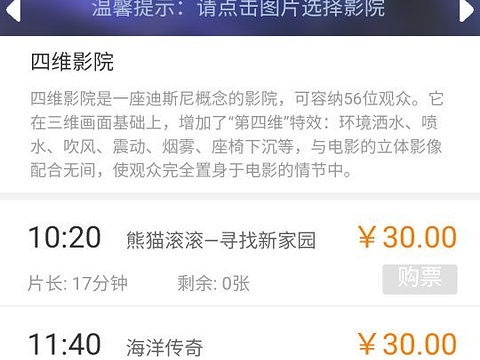 温馨提示：请点击图片选择影院
四维影院
四维影院是一座迪斯尼概念的影院，可容纳56位观众。它
在三维画面基础上，增加了“第四维”特效：环境洒水、喷
水、吹风、震动、烟雾、座椅下沉等，与电影的立体影像
配合无间，使观众完全置身于电影的情节中。
10:20 熊猫滚滚—寻找新家园 ￥30.00
片长: 17分钟 剩余: 0张 购票
11:40 海洋传奇 ￥30.00